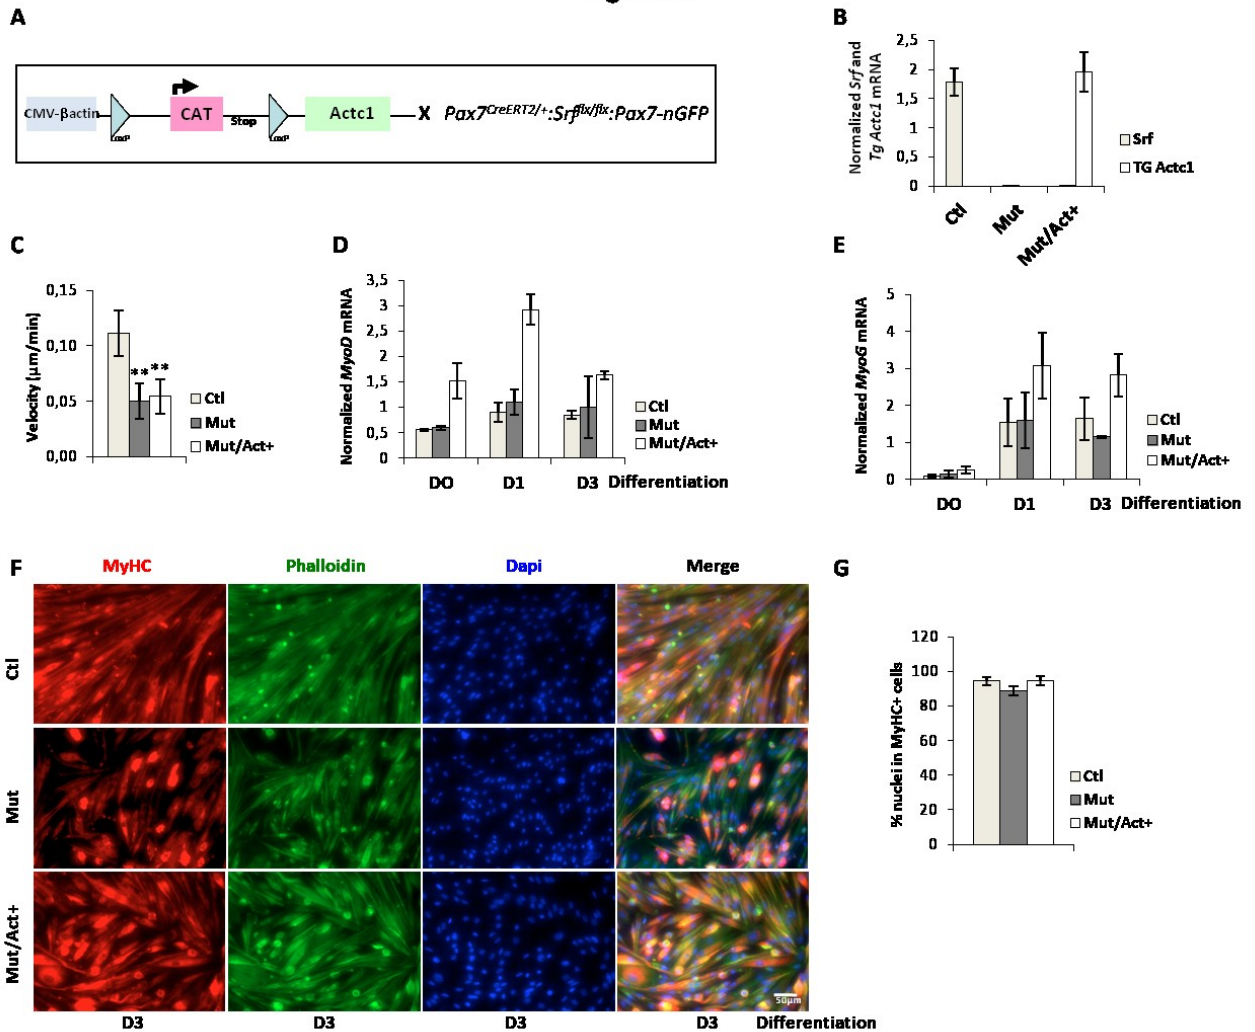 A
CMV-βactin
LoxP
CAT
Stop
LoxP
Actc1
X Pax7CreERT2/+:Srfflx/flx:Pax7-nGFP
B
Normalized Srf and
Tg Actc1 mRNA
2,5
2
1,5
1
0,5
0
Ctl
Mut
Mut/Act+
Srf
TG Actc1
C
Velocity (μm/min)
0,15
0,10
0,05
0,00
** **
Ctl
Mut
Mut/Act+
D
Normalized MyoD mRNA
3,5
3
2,5
2
1,5
1
0,5
0
D0 D1 D3 Differentiation
Ctl
Mut
Mut/Act+
E
Normalized MyoG mRNA
5
4
3
2
1
0
D0 D1 D3 Differentiation
Ctl
Mut
Mut/Act+
F
MyHC Phalloidin Dapi Merge
Ctl
Mut
Mut/Act+
50μm
D3 D3 D3 D3 Differentiation
G
% nuclei in MyHC+ cells
120
100
80
60
40
20
0
Ctl
Mut
Mut/Act+